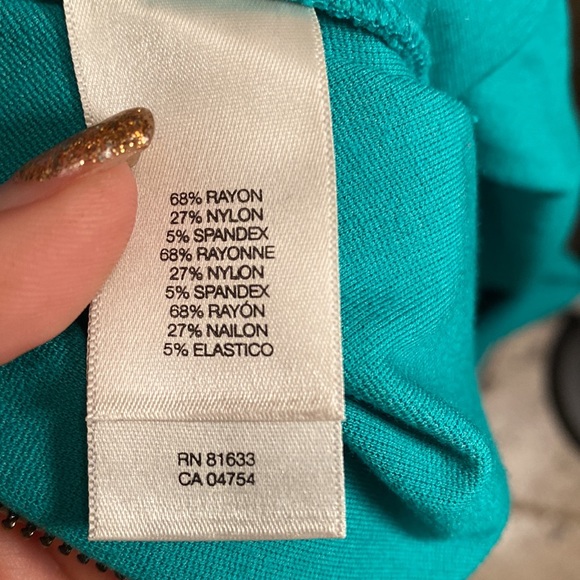 68% RAYON
27% NYLON
5% SPANDEX
68% RAYONNE
27% NYLON
5% SPANDEX
68% RAYÓN
27% NAILON
5% ELASTICO
RN 81633
CA 04754